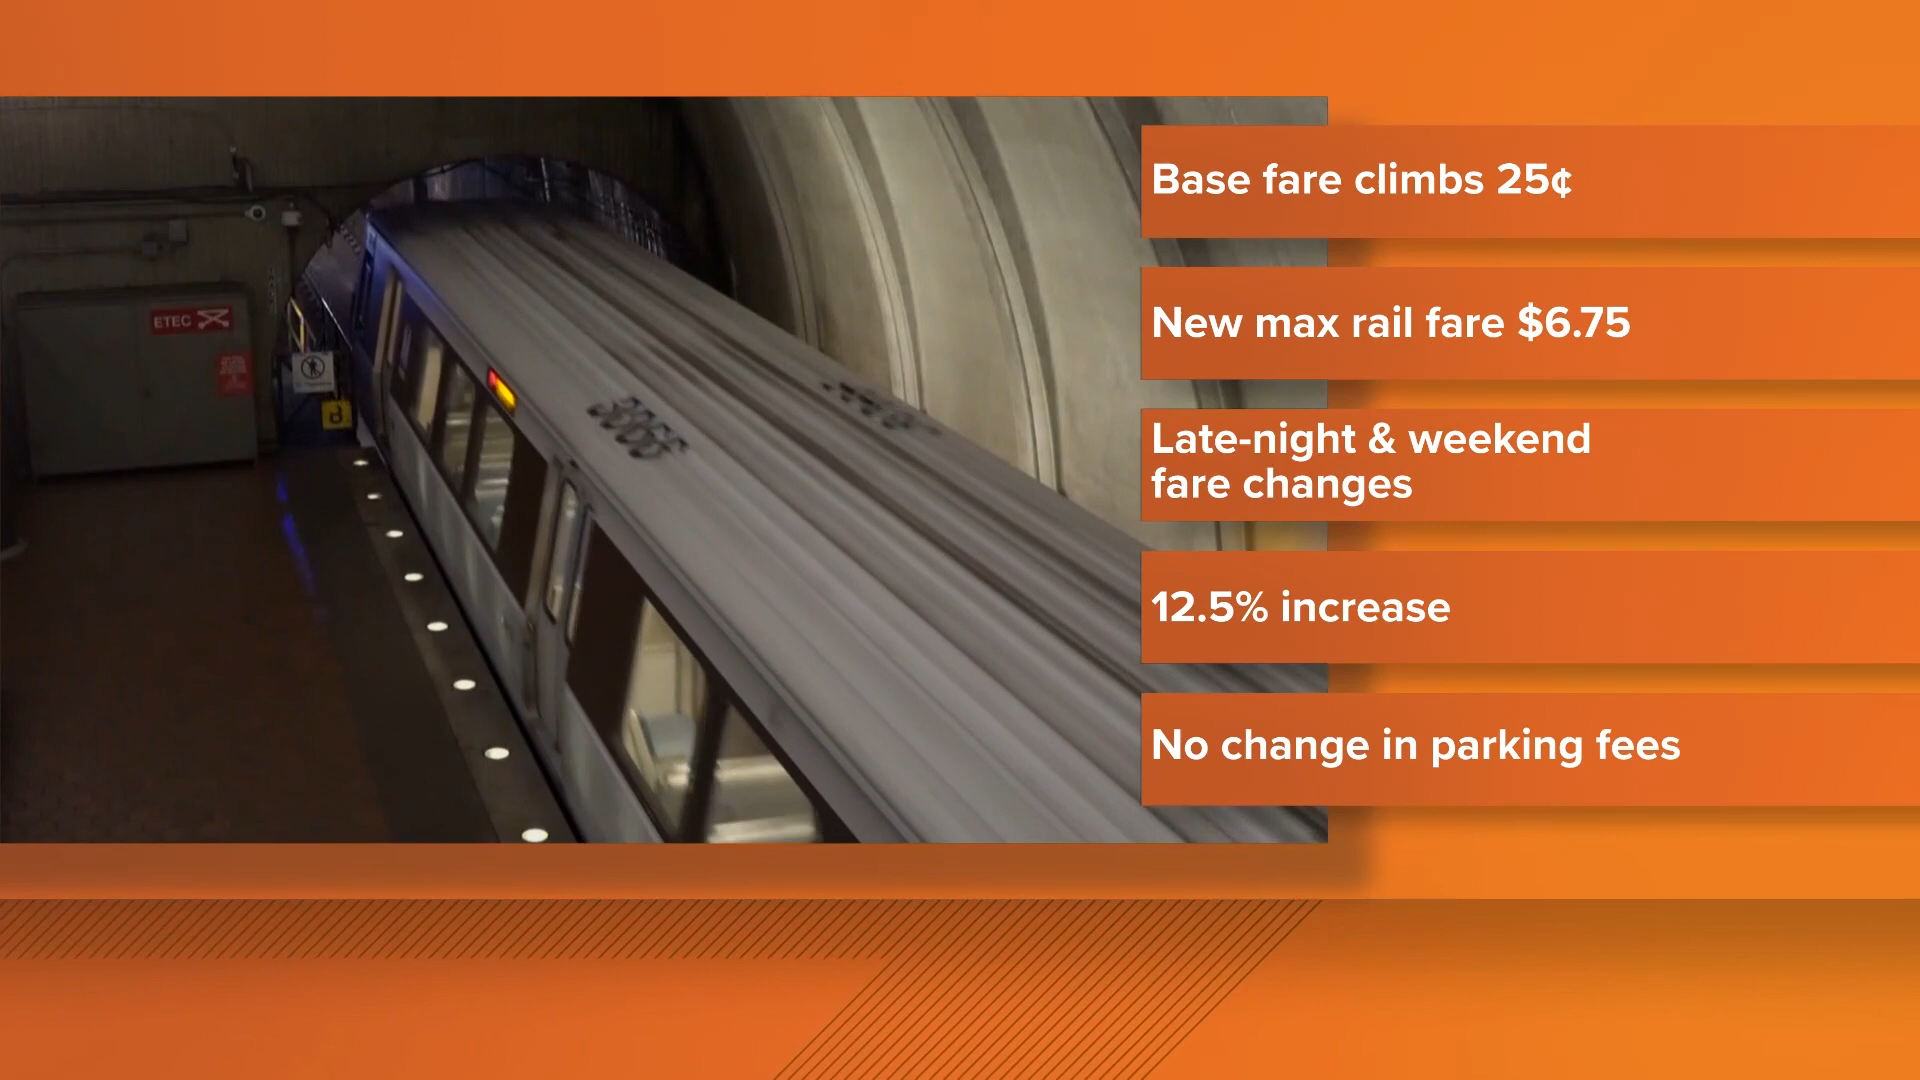 Base fare climbs 25¢
New max rail fare $6.75
Late-night & weekend
fare changes
12.5% increase
No change in parking fees
ETEC